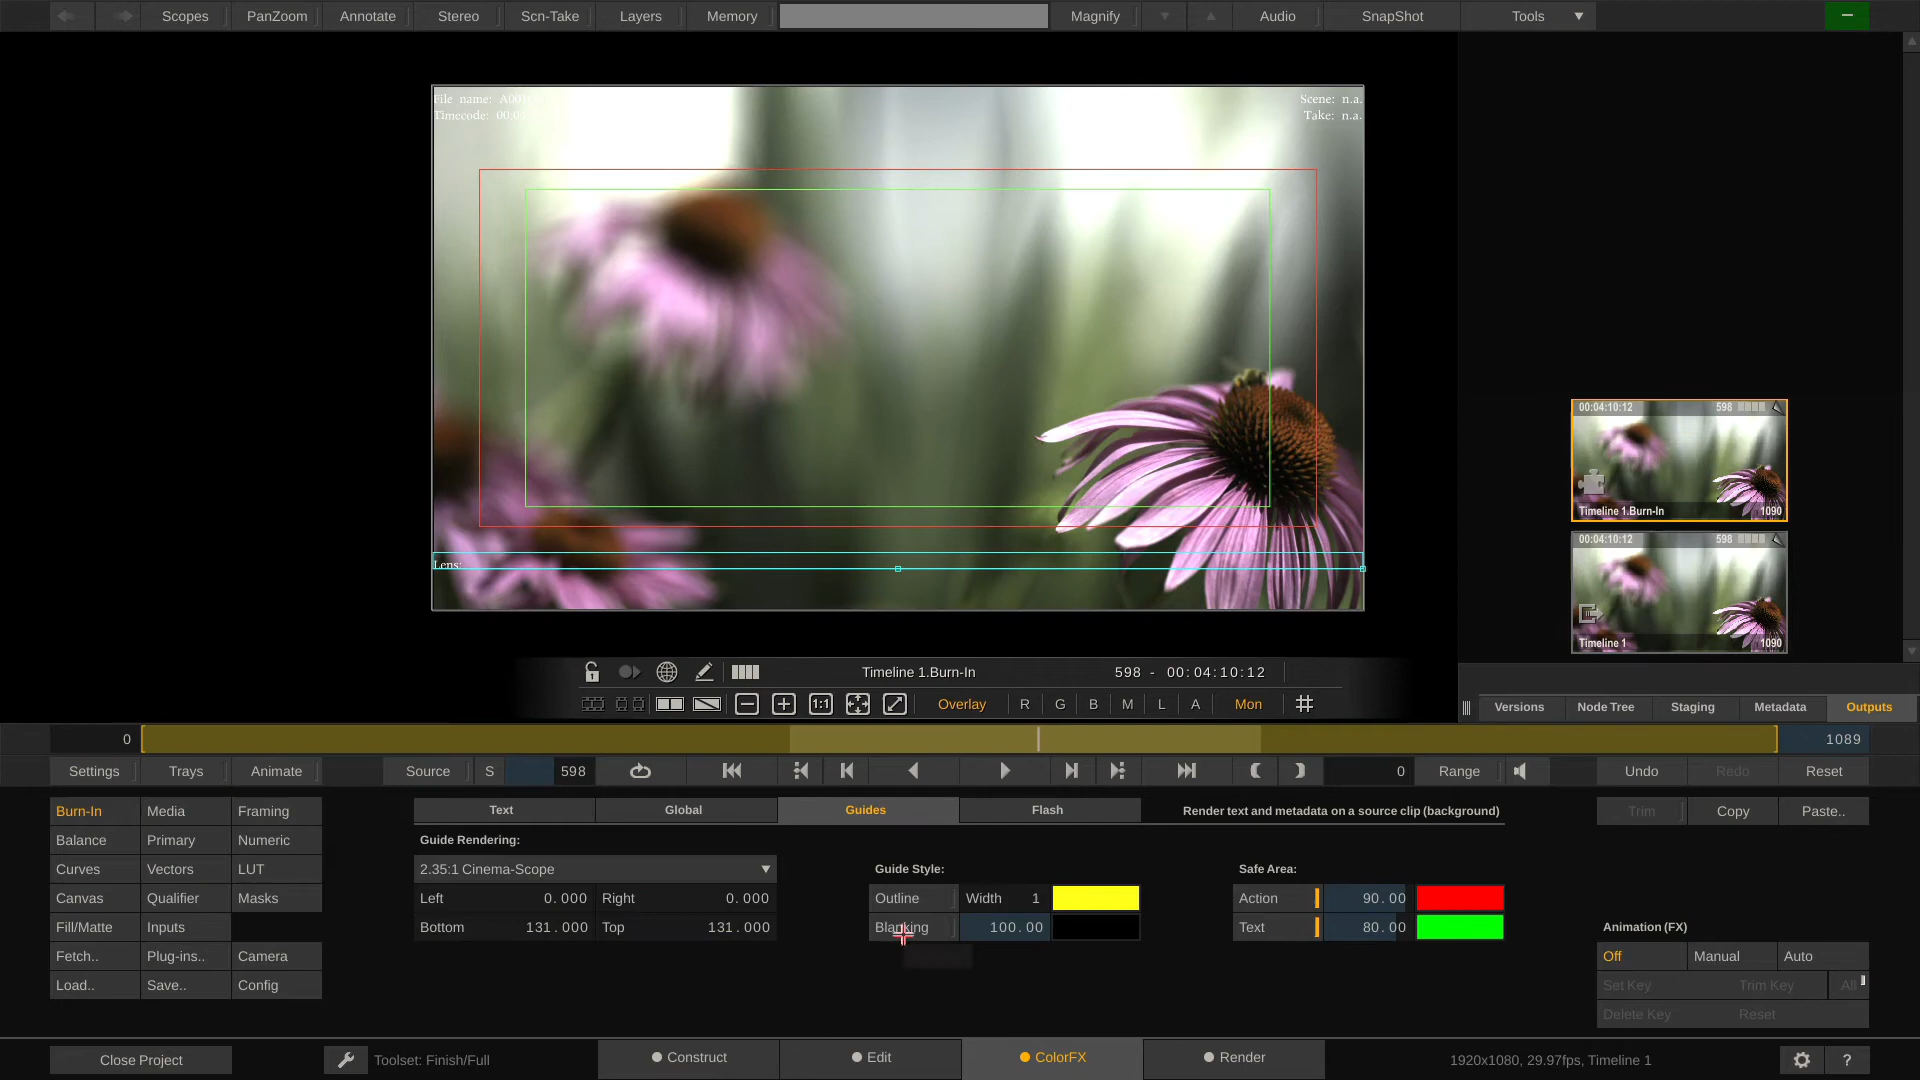 Scopes PanZoom Annotate Stereo Scn-Take Layers Memory Magnify Audio SnapShot Tools
File name: A00
Scene: n.a.
Timecode: 00:0
Take: n.a.
Lens:
00:04:10:12 598
Timeline 1.Burn-In 1090
00:04:10:12 598
Timeline 1 1090
Timeline 1.Burn-In 598 - 00:04:10:12
1:1 Overlay R G B M L A Mon
Versions Node Tree Staging Metadata Outputs
0 1089
Settings Trays Animate Source S 598 0 Range Undo Redo Reset
Burn-In Media Framing Text Global Guides Flash Render text and metadata on a source clip (background) Trim Copy Paste..
Balance Primary Numeric Guide Rendering:
Curves Vectors LUT 2.35:1 Cinema-Scope Guide Style: Safe Area:
Canvas Qualifier Masks Left 0.000 Right 0.000 Outline Width 1 Action 90.00
Fill/Matte Inputs Bottom 131.000 Top 131.000 Blanking 100.00 Text 80.00 Animation (FX)
Fetch.. Plug-ins.. Camera Off Manual Auto
Load.. Save.. Config Set Key Trim Key All
Delete Key Reset
Close Project Toolset: Finish/Full Construct Edit ColorFX Render 1920x1080, 29.97fps, Timeline 1 ?